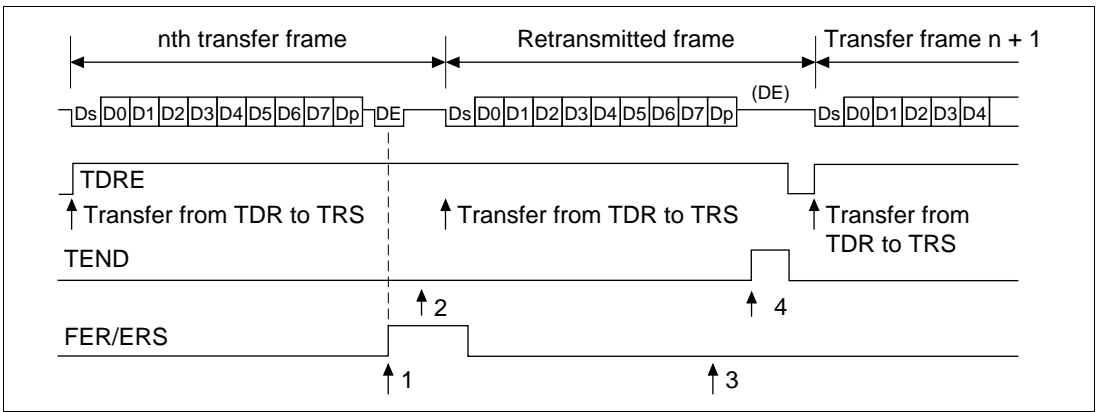 nth transfer frame Retransmitted frame Transfer frame n + 1
(DE)
Ds D0 D1 D2 D3 D4 D5 D6 D7 Dp DE Ds D0 D1 D2 D3 D4 D5 D6 D7 Dp Ds D0 D1 D2 D3 D4
TDRE
Transfer from TDR to TRS Transfer from TDR to TRS Transfer from
TDR to TRS
TEND
2 4
FER/ERS
1 3